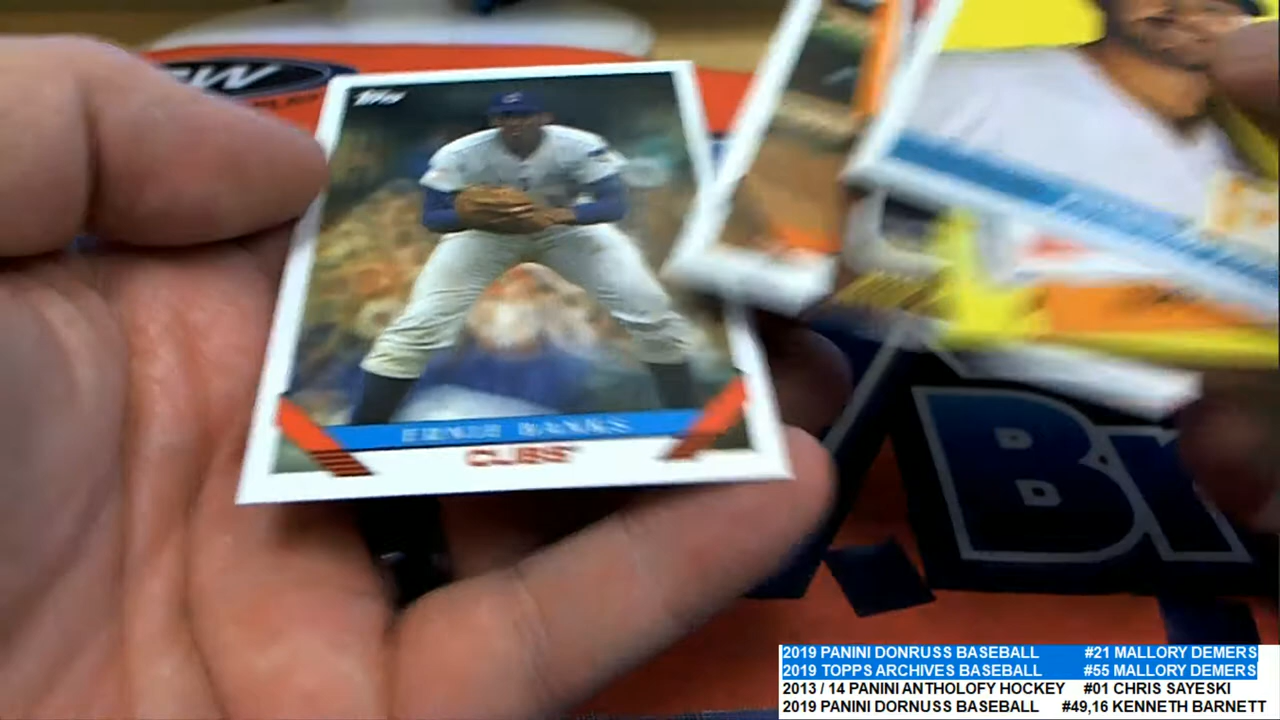 W
Topps
ERNIE BANKS
CUBS
Br
2019 PANINI DONRUSS BASEBALL #21 MALLORY DEMERS
2019 TOPPS ARCHIVES BASEBALL #55 MALLORY DEMERS
2013 / 14 PANINI ANTHOLOFY HOCKEY #01 CHRIS SAYESKI
2019 PANINI DORNUSS BASEBALL #49,16 KENNETH BARNETT